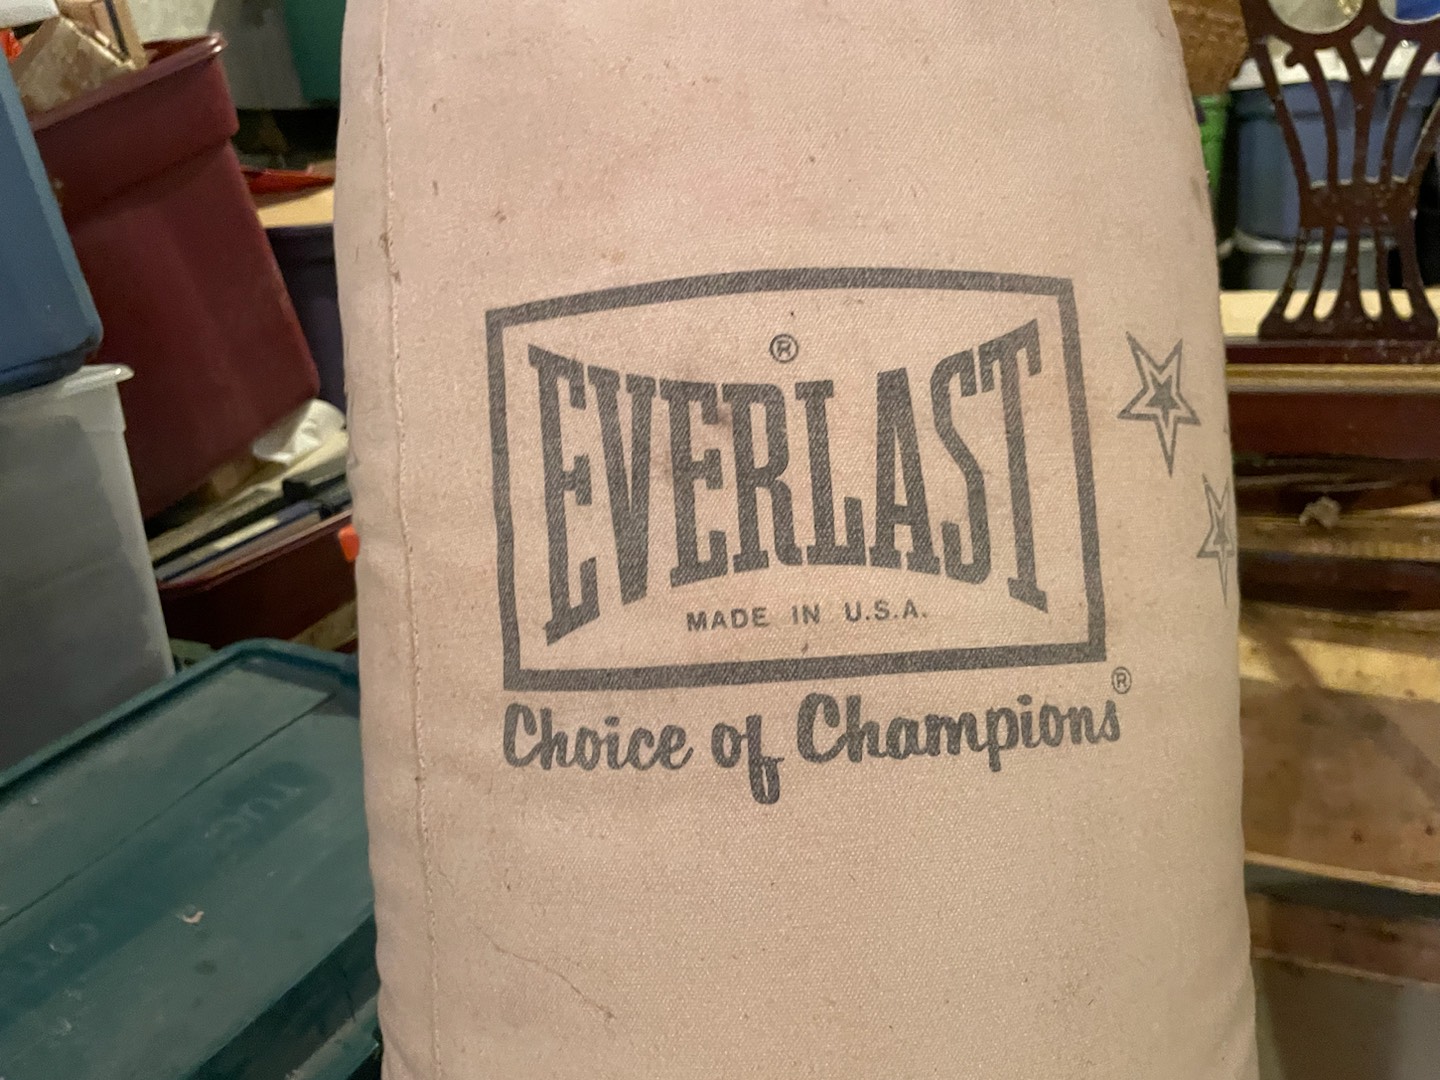 ®
EVERLAST
MADE IN U.S.A.
Choice of Champions®